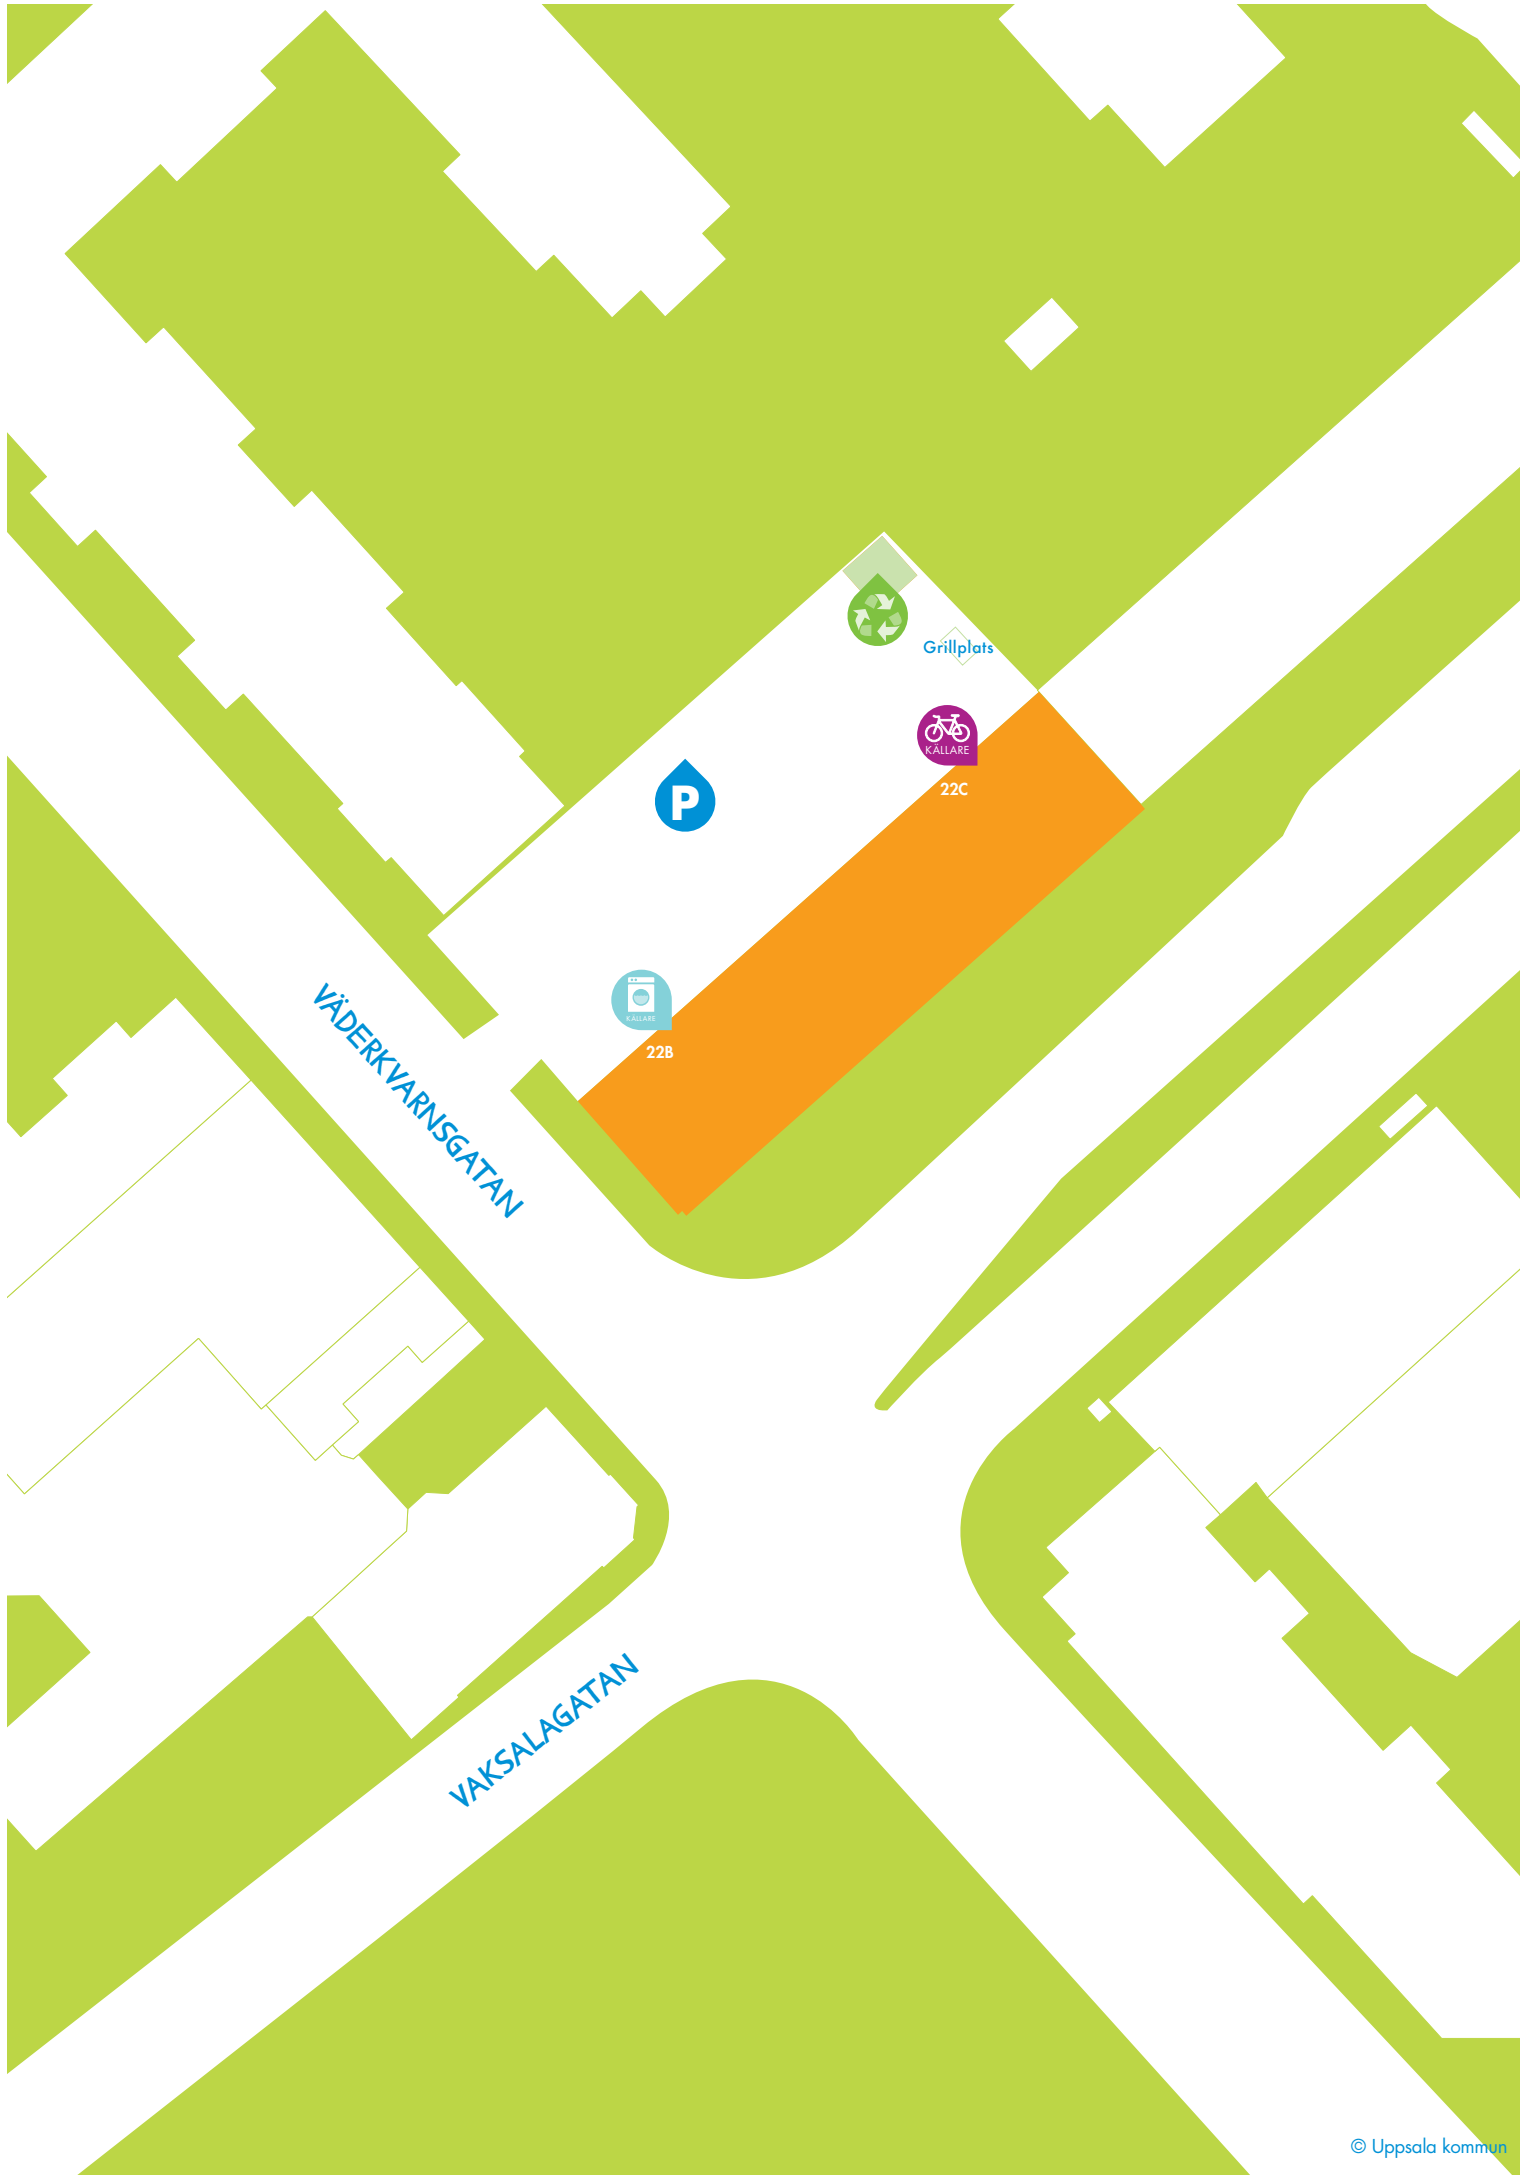 Grillplats
KÄLLARE
22C
P
KÄLLARE
22B
VÄDERKVARNSGATAN
VAKSALAGATAN
© Uppsala kommun